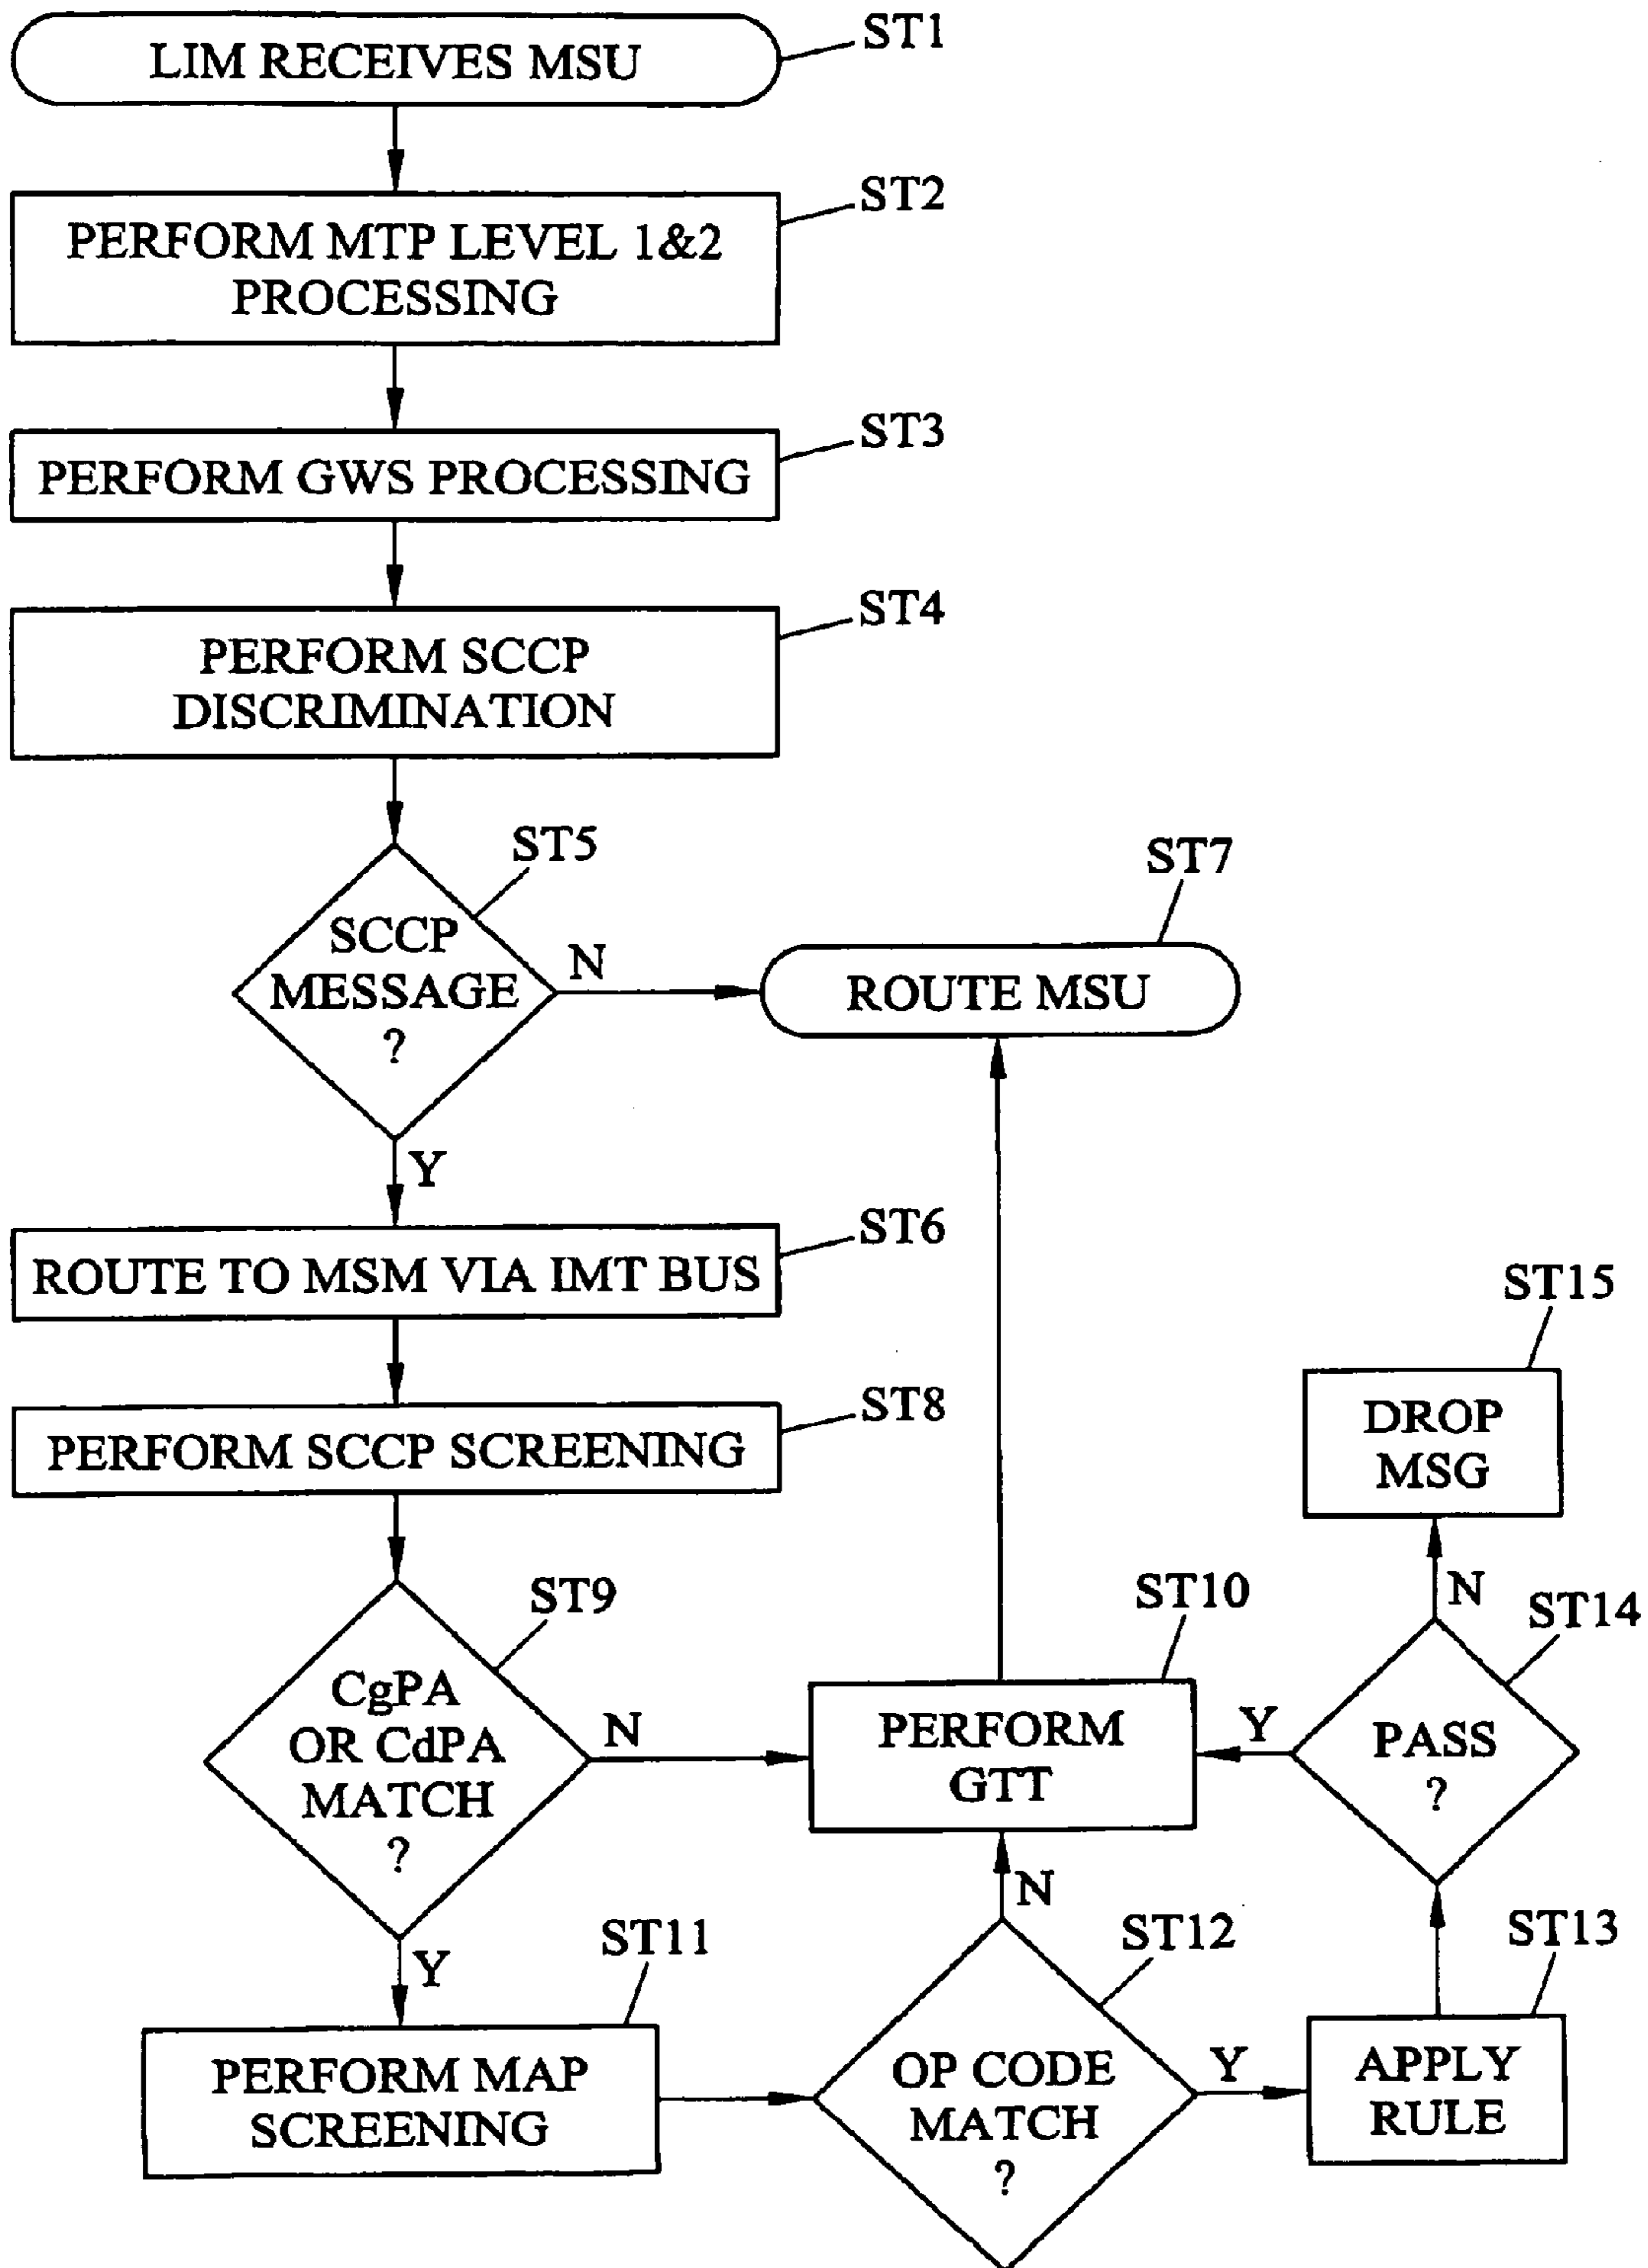 LIM RECEIVES MSU
ST1
PERFORM MTP LEVEL 1&2
PROCESSING
ST2
PERFORM GWS PROCESSING
ST3
PERFORM SCCP
DISCRIMINATION
ST4
SCCP
MESSAGE
?
ST5
N
Y
ROUTE MSU
ST7
ROUTE TO MSM VIA IMT BUS
ST6
PERFORM SCCP SCREENING
ST8
CgPA
OR CdPA
MATCH
?
ST9
N
Y
PERFORM
GTT
ST10
PERFORM MAP
SCREENING
ST11
OP CODE
MATCH
?
ST12
N
Y
APPLY
RULE
ST13
PASS
?
ST14
Y
N
DROP
MSG
ST15